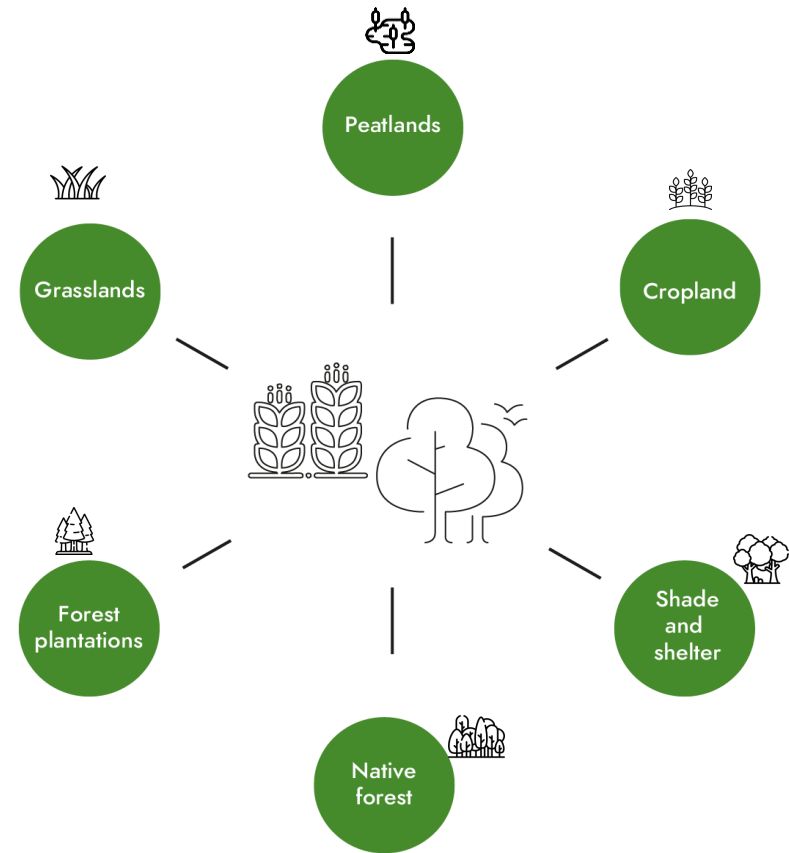 Peatlands
Cropland
Grasslands
Shade
and
shelter
Forest
plantations
Native
forest